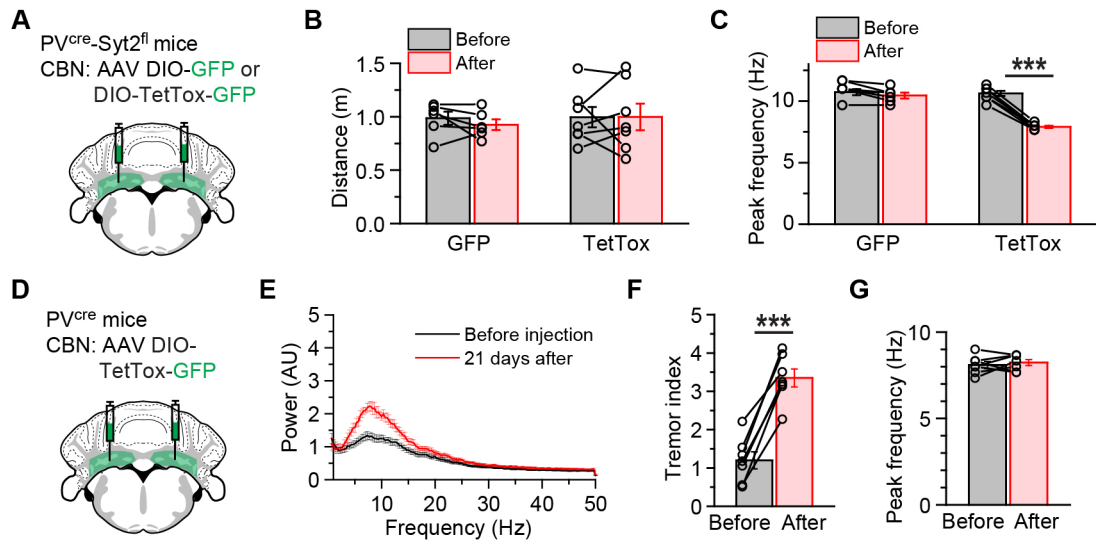 A
PVcre-Syt2fl mice
CBN: AAV DIO-GFP or
DIO-TetTox-GFP
B
Before
After
Distance (m)
1.5
1.0
0.5
0.0
GFP
TetTox
C
Before
After
Peak frequency (Hz)
10
5
0
***
GFP
TetTox
D
PVcre mice
CBN: AAV DIO-
TetTox-GFP
E
Power (AU)
5
4
3
2
1
0
Before injection
21 days after
10 20 30 40 50
Frequency (Hz)
F
Tremor index
5
4
3
2
1
0
***
Before After
G
Peak frequency (Hz)
10
5
0
Before After